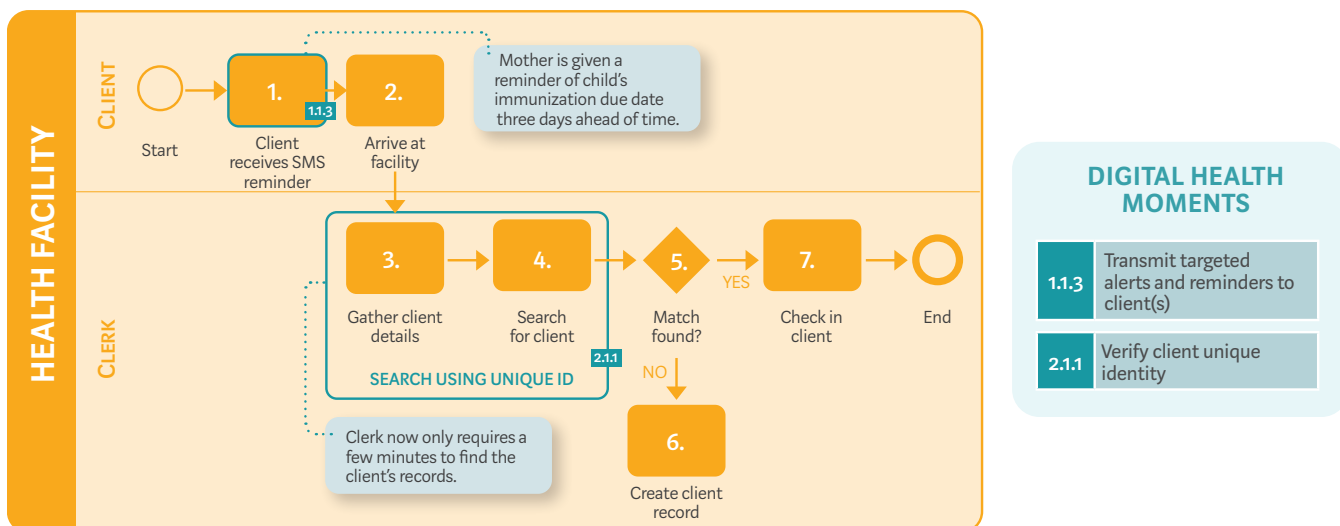 HEALTH FACILITY
CLIENT
Start
1.
1.1.3
Client
receives SMS
reminder
2.
Arrive at
facility
Mother is given a
reminder of child's
immunization due date
three days ahead of time.
CLERK
3.
Gather client
details
4.
Search
for client
SEARCH USING UNIQUE ID
2.1.1
5.
Match
found?
YES
NO
7.
Check in
client
End
6.
Create client
record
Clerk now only requires a
few minutes to find the
client's records.
DIGITAL HEALTH
MOMENTS
1.1.3
Transmit targeted
alerts and reminders to
client(s)
2.1.1
Verify client unique
identity